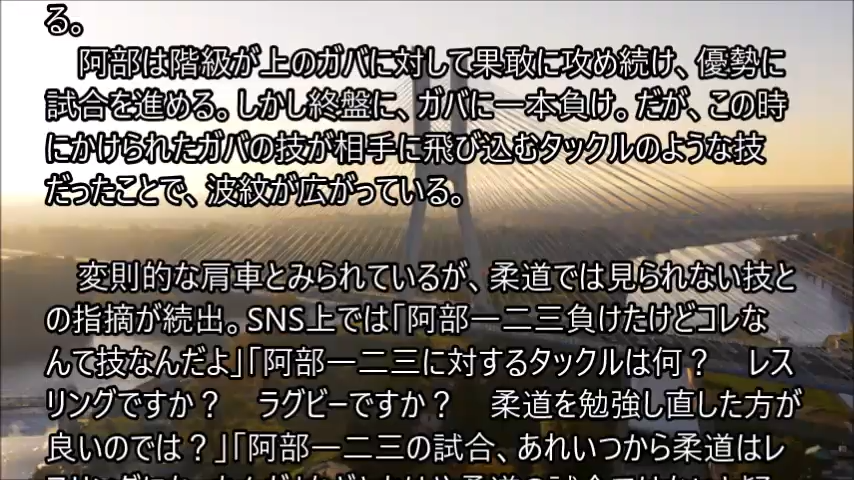 る。
阿部は階級が上のガバに対して果敢に攻め続け、優勢に
試合を進める。しかし終盤に、ガバに一本負け。だが、この時
にかけられたガバの技が相手に飛び込むタックルのような技
だったことで、波紋が広がっている。
変則的な肩車とみられているが、柔道では見られない技と
の指摘が続出。SNS上では「阿部一二三負けたけどコレな
んて技なんだよ」「阿部一二三に対するタックルは何？　レス
リングですか？　ラグビーですか？　柔道を勉強し直した方が
良いのでは？」「阿部一二三の試合、あれいつから柔道はレ